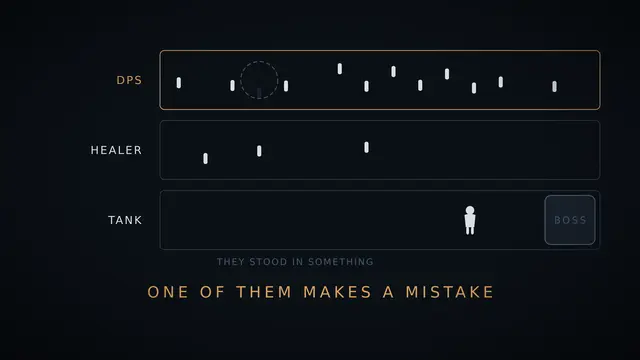 DPS
HEALER
TANK
BOSS
THEY STOOD IN SOMETHING
ONE OF THEM MAKES A MISTAKE